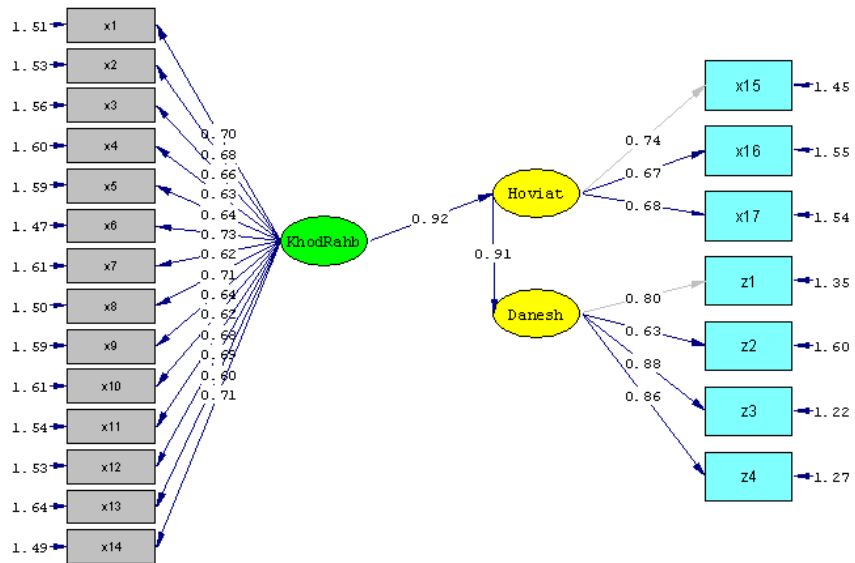 1.51 x1
1.53 x2
1.56 x3
1.60 x4
1.59 x5
1.47 x6
1.61 x7
1.50 x8
1.59 x9
1.61 x10
1.54 x11
1.53 x12
1.64 x13
1.49 x14
0.70
0.68
0.66
0.63
0.64
0.73
0.62
0.71
0.64
0.62
0.68
0.60
0.71
KhodRahb
0.92
Hoviat
0.91
Danesh
0.74
0.67
0.68
0.80
0.63
0.88
0.86
x15 1.45
x16 1.55
x17 1.54
z1 1.35
z2 1.60
z3 1.22
z4 1.27